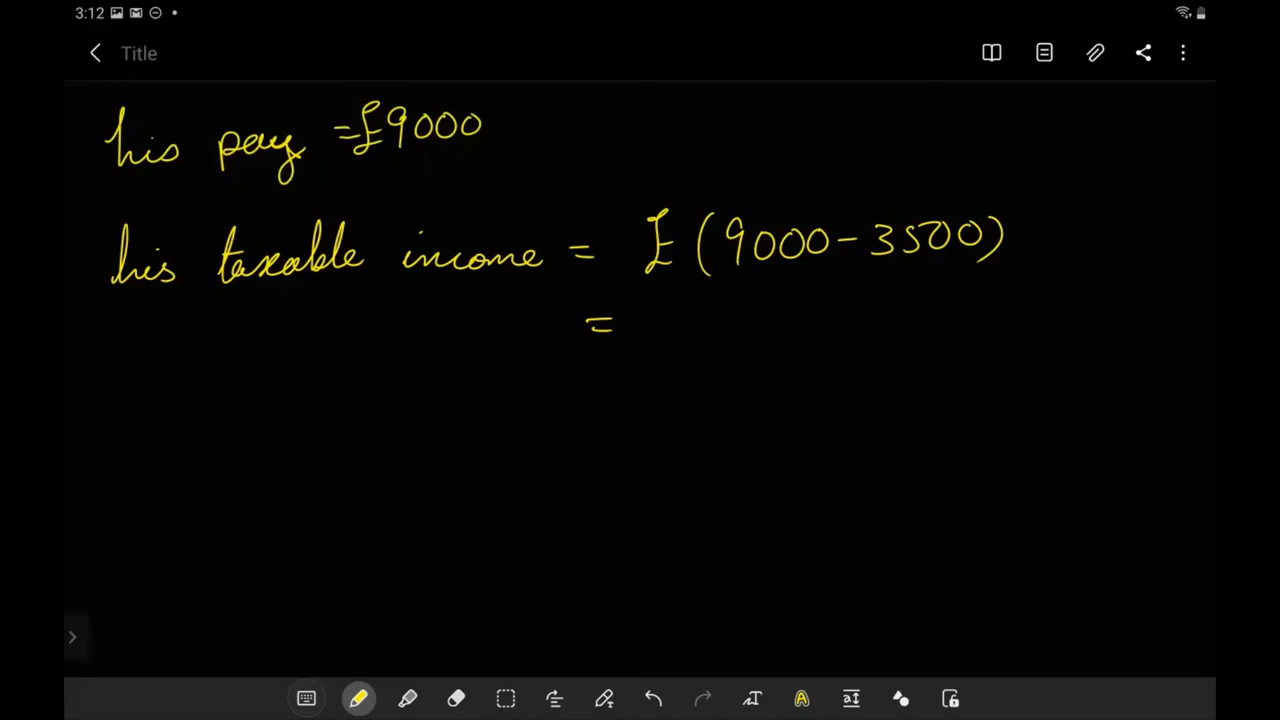 3:12
Title
his pay =£9000
his taxable income = £(9000-3500)
=